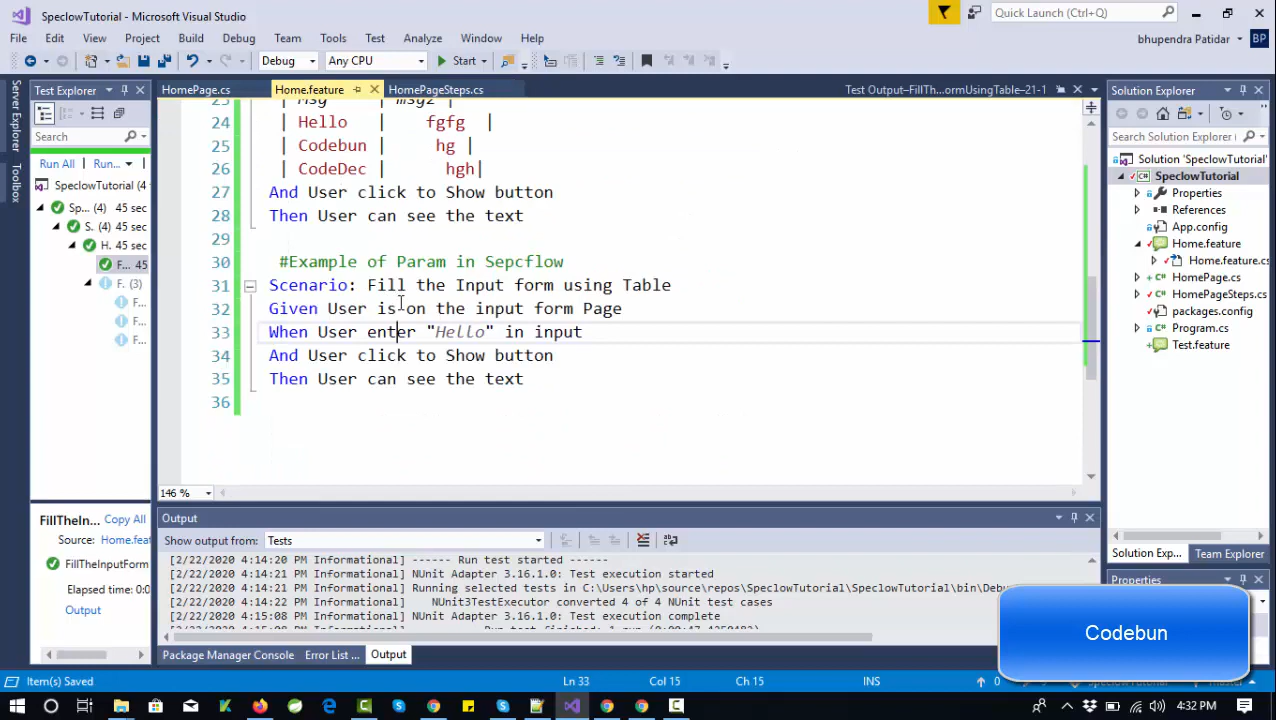 SpeclowTutorial - Microsoft Visual Studio
Quick Launch (Ctrl+Q)
File Edit View Project Build Debug Team Tools Test Analyze Window Help
bhupendra Patidar BP
Debug Any CPU Start
Server Explorer
Toolbox
Test Explorer
Search
Run All Run...
SpeclowTutorial (4
Sp... (4) 45 sec
S. (4) 45 sec
H. 45 sec
F... 45
F. (3)
F...
F...
F...
FillTheIn... Copy All
Source: Home.feat
FillTheInputForm
Elapsed time: 0:0
Output
HomePage.cs Home.feature HomePageSteps.cs Test Output–FillTh...ormUsingTable–21-1
23 | Msg | msg2 |
24 | Hello | fgfg |
25 | Codebun | hg |
26 | CodeDec | hgh|
27 And User click to Show button
28 Then User can see the text
29
30 #Example of Param in Sepcflow
31 Scenario: Fill the Input form using Table
32 Given User is on the input form Page
33 When User enter "Hello" in input
34 And User click to Show button
35 Then User can see the text
36
146 %
Output
Show output from: Tests
[2/22/2020 4:14:20 PM Informational] ------ Run test started ------
[2/22/2020 4:14:21 PM Informational] NUnit Adapter 3.16.1.0: Test execution started
[2/22/2020 4:14:21 PM Informational] Running selected tests in C:\Users\hp\source\repos\SpeclowTutorial\SpeclowTutorial\bin\Debu
[2/22/2020 4:14:22 PM Informational] NUnit3TestExecutor converted 4 of 4 NUnit test cases
[2/22/2020 4:15:08 PM Informational] NUnit Adapter 3.16.1.0: Test execution complete
Package Manager Console Error List ... Output
Solution Explorer
Search Solution Explorer
Solution 'SpeclowTutorial'
SpeclowTutorial
Properties
References
App.config
Home.feature
Home.feature.cs
HomePage.cs
HomePageSteps.cs
packages.config
Program.cs
Test.feature
Solution Exp... Team Explorer
Properties
Codebun
Item(s) Saved Ln 33 Col 15 Ch 15 INS 0
4:32 PM